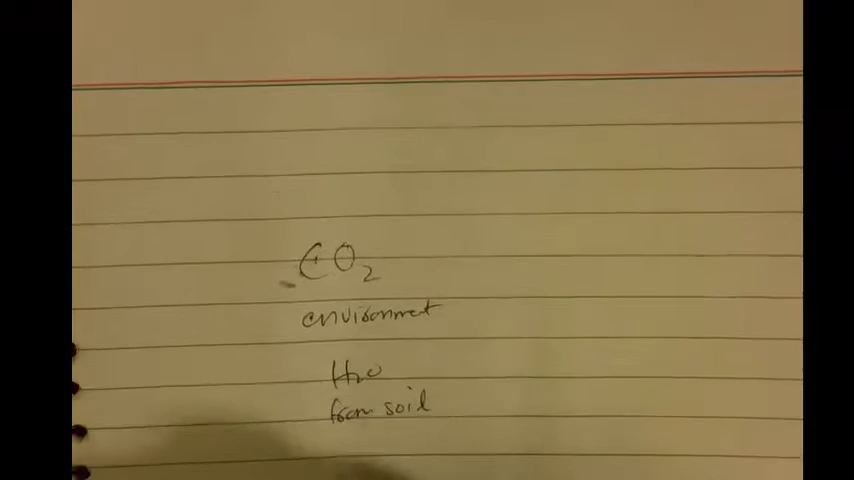 CO₂
environment
H₂O
from soil